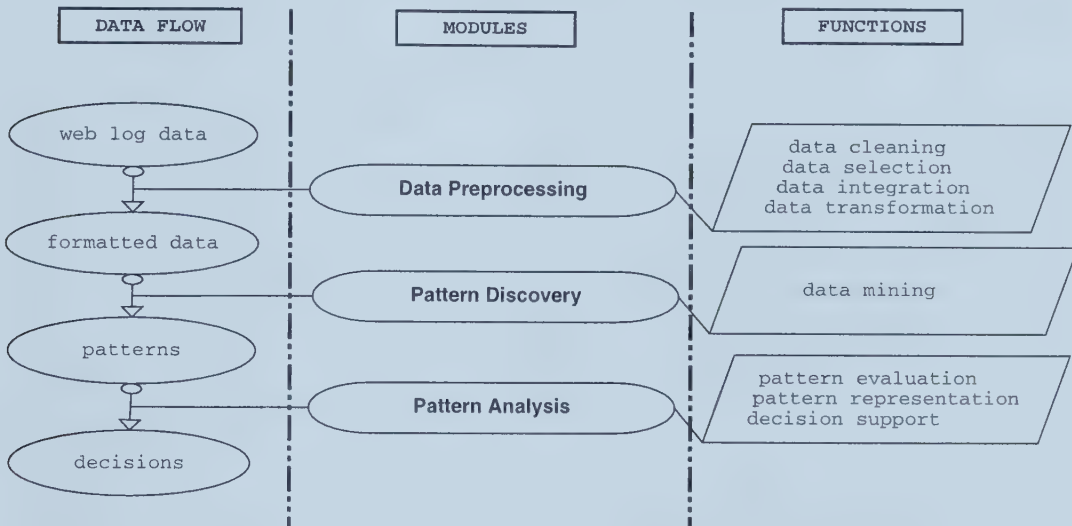 DATA FLOW
MODULES
FUNCTIONS
web log data
data cleaning
data selection
data integration
data transformation
Data Preprocessing
formatted data
Pattern Discovery
data mining
patterns
pattern evaluation
pattern representation
decision support
Pattern Analysis
decisions